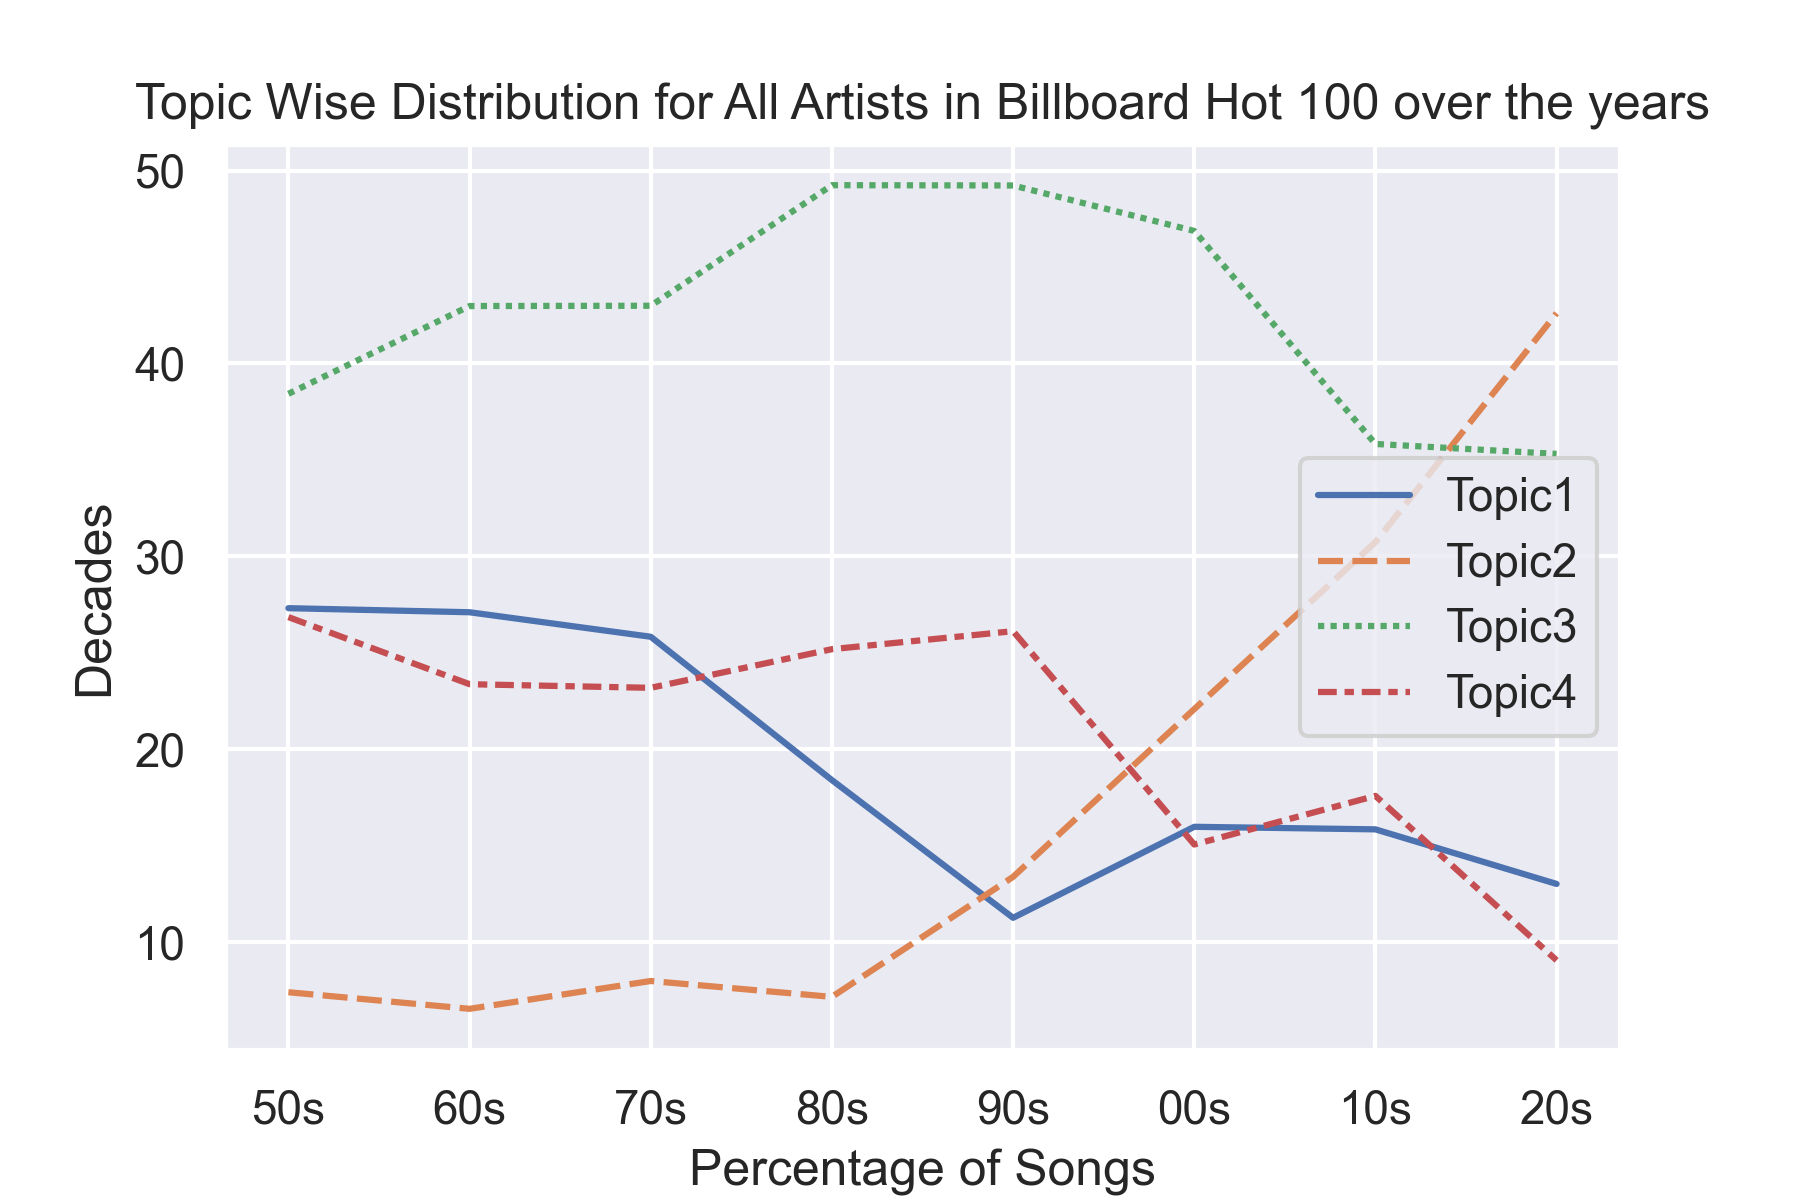 Topic Wise Distribution for All Artists in Billboard Hot 100 over the years
50
40
30
20
10
Decades
Topic1
Topic2
Topic3
Topic4
50s 60s 70s 80s 90s 00s 10s 20s
Percentage of Songs